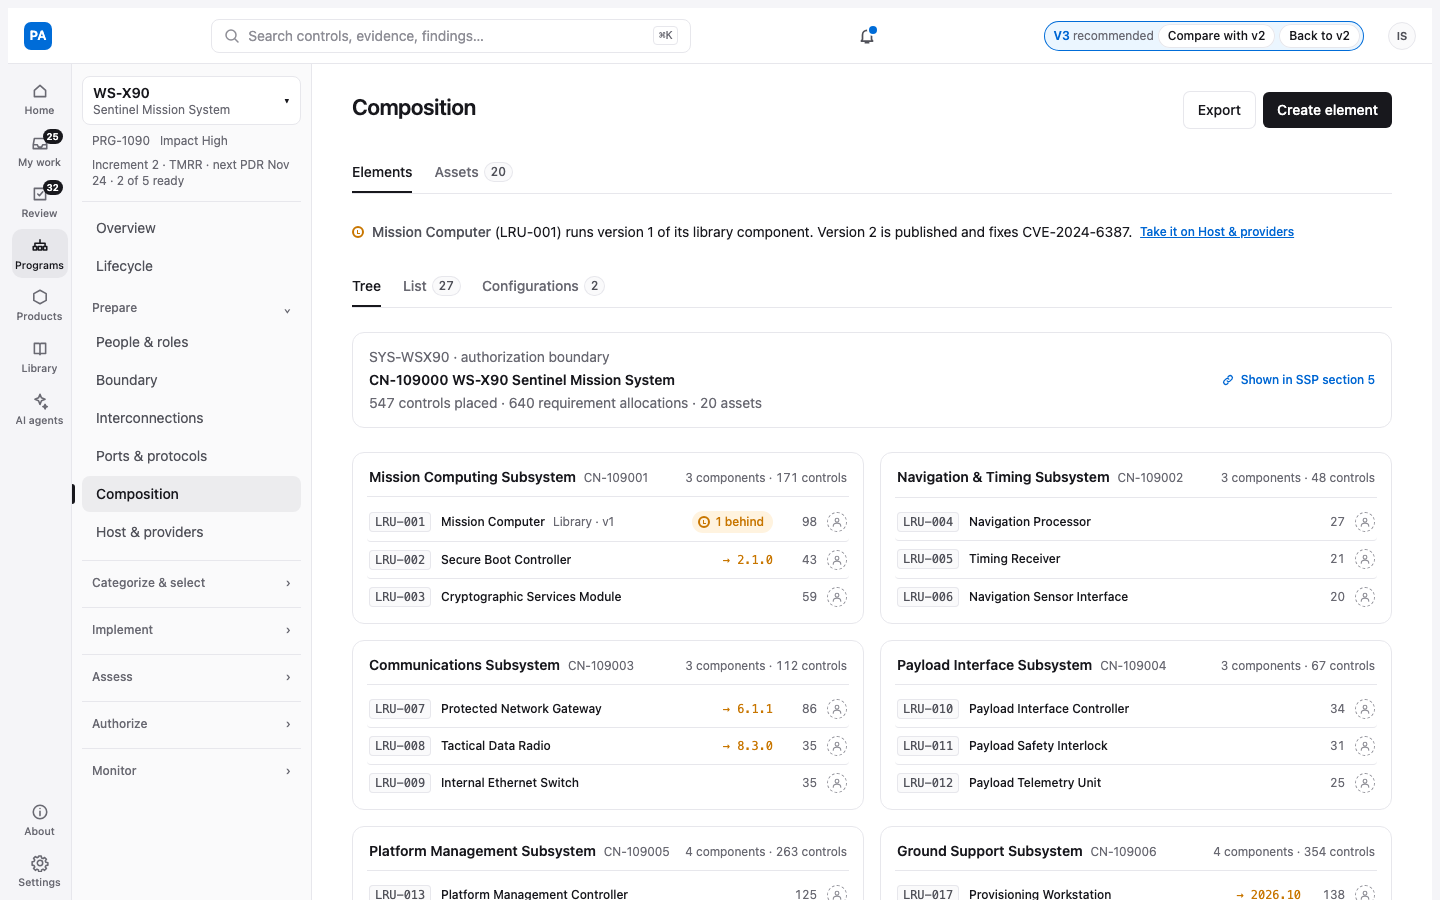 PA
Search controls, evidence, findings...
⌘K
V3 recommended
Compare with v2
Back to v2
IS
Home
25
My work
32
Review
Programs
Products
Library
AI agents
About
Settings
WS-X90
Sentinel Mission System
PRG-1090 Impact High
Increment 2 · TMRR · next PDR Nov
24 · 2 of 5 ready
Overview
Lifecycle
Prepare
People & roles
Boundary
Interconnections
Ports & protocols
Composition
Host & providers
Categorize & select
Implement
Assess
Authorize
Monitor
Composition
Export
Create element
Elements
Assets 20
Mission Computer (LRU-001) runs version 1 of its library component. Version 2 is published and fixes CVE-2024-6387. Take it on Host & providers
Tree
List 27
Configurations 2
SYS-WSX90 · authorization boundary
CN-109000 WS-X90 Sentinel Mission System
547 controls placed · 640 requirement allocations · 20 assets
Shown in SSP section 5
Mission Computing Subsystem CN-109001 3 components · 171 controls
LRU-001 Mission Computer Library · v1 1 behind 98
LRU-002 Secure Boot Controller → 2.1.0 43
LRU-003 Cryptographic Services Module 59
Navigation & Timing Subsystem CN-109002 3 components · 48 controls
LRU-004 Navigation Processor 27
LRU-005 Timing Receiver 21
LRU-006 Navigation Sensor Interface 20
Communications Subsystem CN-109003 3 components · 112 controls
LRU-007 Protected Network Gateway → 6.1.1 86
LRU-008 Tactical Data Radio → 8.3.0 35
LRU-009 Internal Ethernet Switch 35
Payload Interface Subsystem CN-109004 3 components · 67 controls
LRU-010 Payload Interface Controller 34
LRU-011 Payload Safety Interlock 31
LRU-012 Payload Telemetry Unit 25
Platform Management Subsystem CN-109005 4 components · 263 controls
LRU-013 Platform Management Controller 125
Ground Support Subsystem CN-109006 4 components · 354 controls
LRU-017 Provisioning Workstation → 2026.10 138